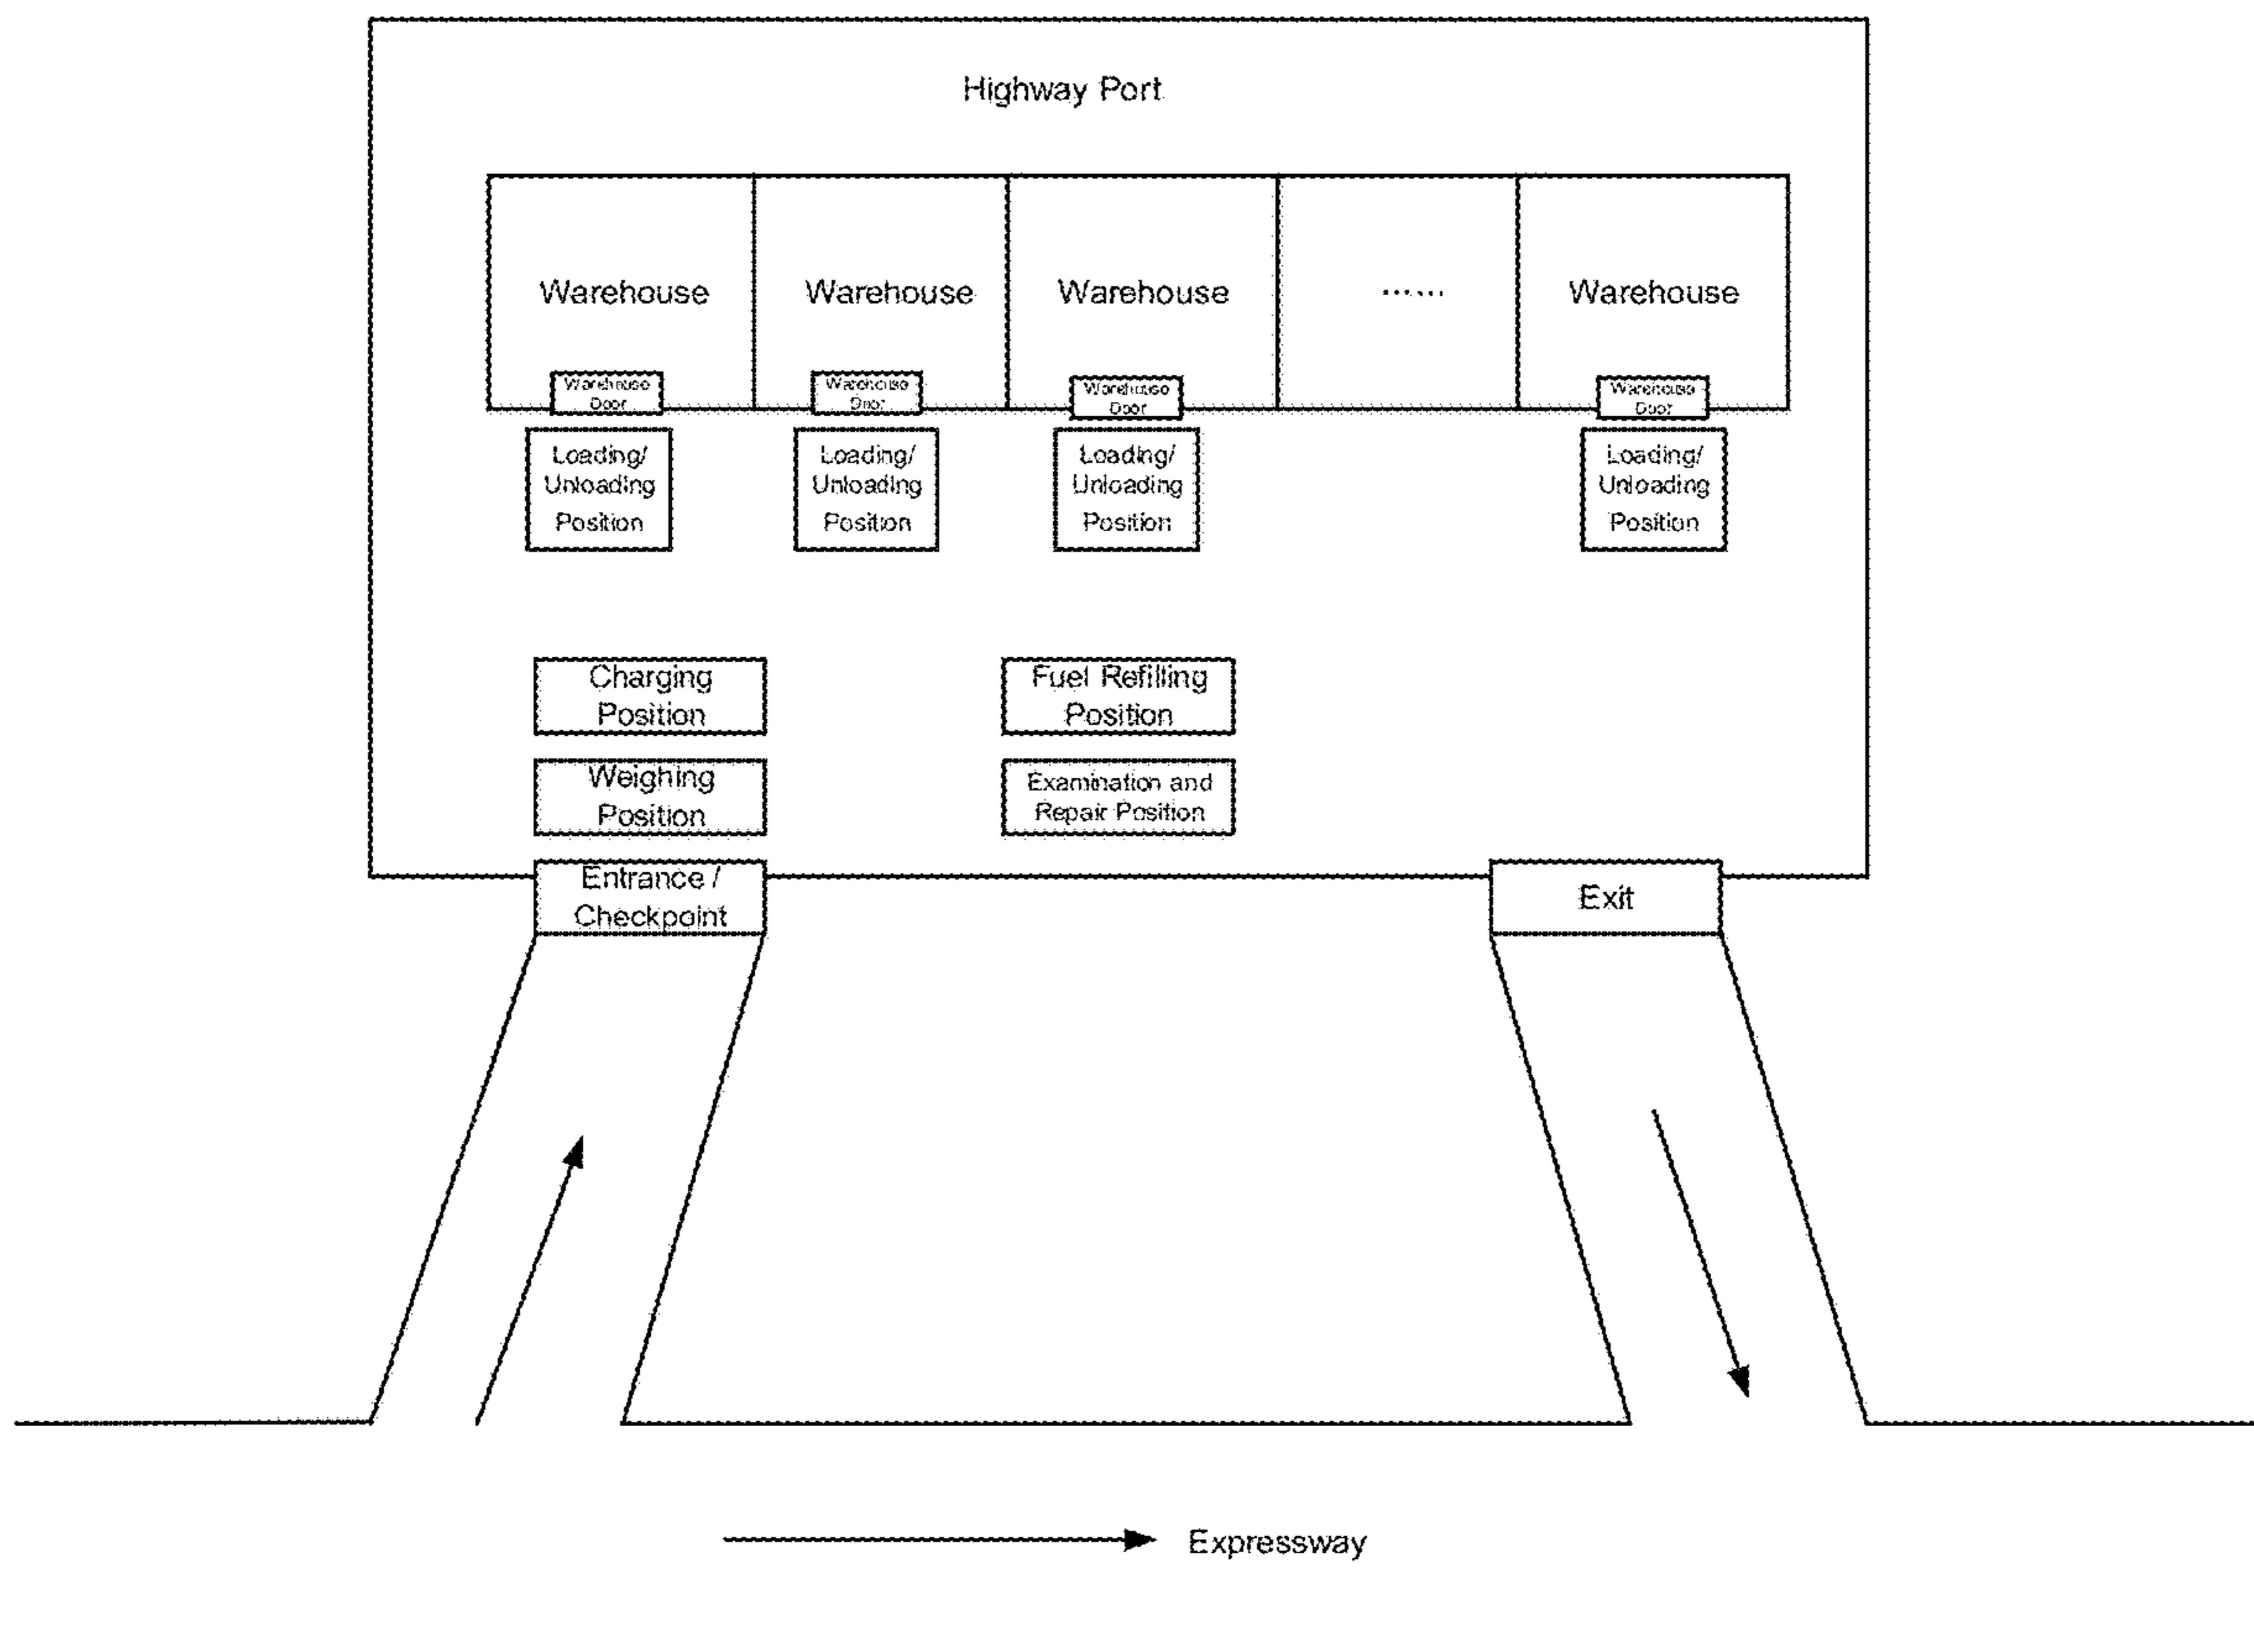 Highway Port
Warehouse
Warehouse
Warehouse
......
Warehouse
Warehouse
Door
Warehouse
Door
Warehouse
Door
Warehouse
Door
Loading/
Unloading
Position
Loading/
Unloading
Position
Loading/
Unloading
Position
Loading/
Unloading
Position
Charging
Position
Fuel Refilling
Position
Weighing
Position
Examination and
Repair Position
Entrance /
Checkpoint
Exit
Expressway